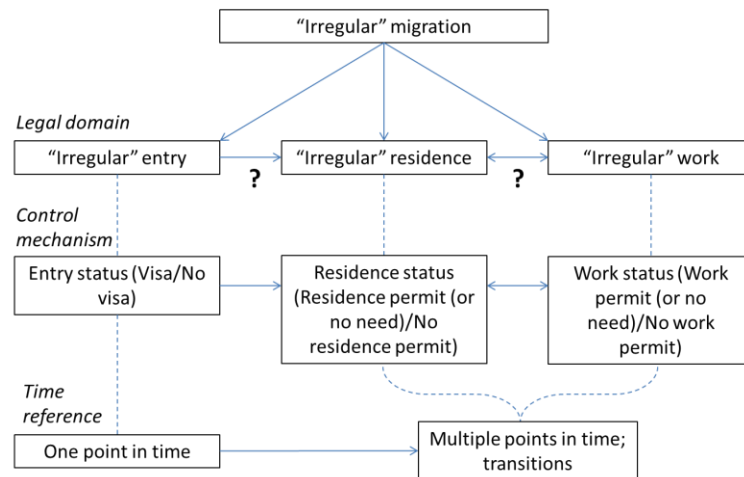 “Irregular” migration
Legal domain
“Irregular” entry
“Irregular” residence
“Irregular” work
?
?
Control
mechanism
Entry status (Visa/No
visa)
Residence status
(Residence permit (or
no need)/No
residence permit)
Work status (Work
permit (or no
need)/No work
permit)
Time
reference
One point in time
Multiple points in time;
transitions